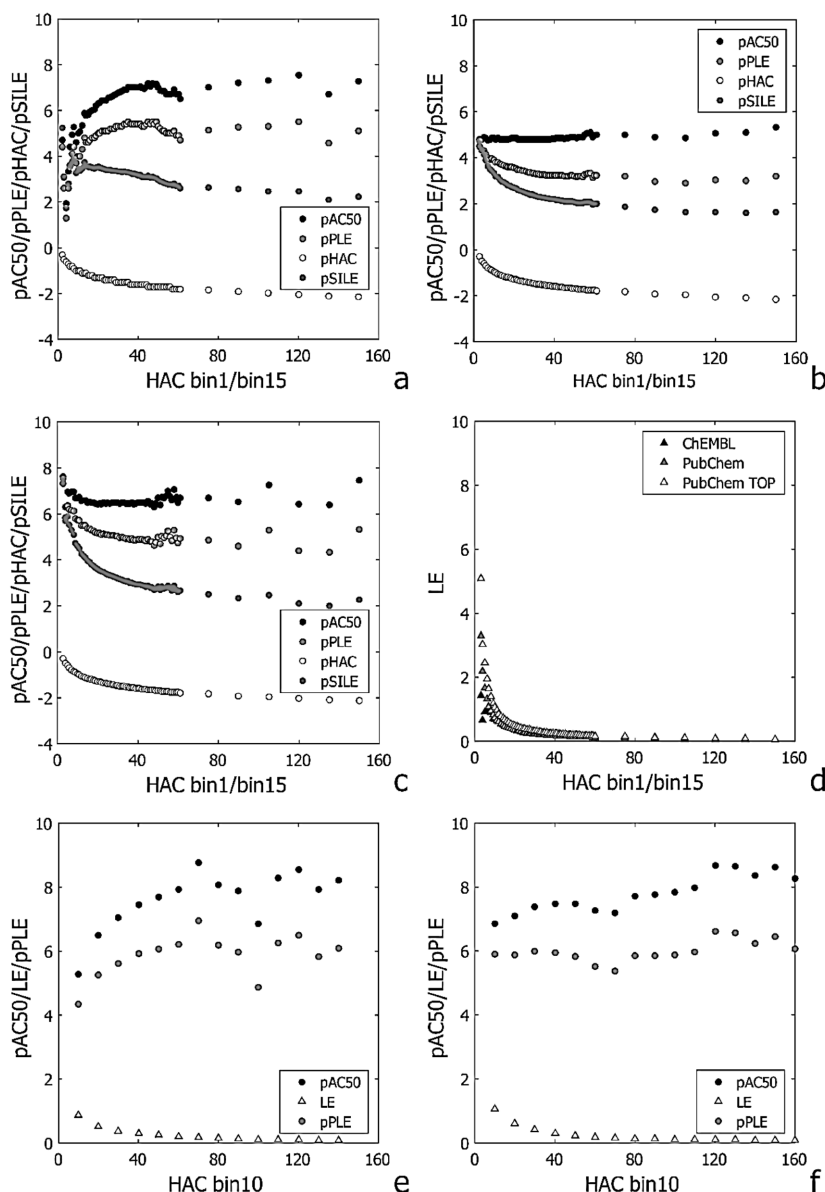 pAC50/pPLE/pHAC/pSILE
10
8
6
4
2
0
-2
-4
0
40
80
120
160
pAC50
pPLE
pHAC
pSILE
HAC bin1/bin15
a
pAC50/pPLE/pHAC/pSILE
10
8
6
4
2
0
-2
-4
0
40
80
120
160
pAC50
pPLE
pHAC
pSILE
HAC bin1/bin15
b
pAC50/pPLE/pHAC/pSILE
10
8
6
4
2
0
-2
-4
0
40
80
120
160
pAC50
pPLE
pHAC
pSILE
HAC bin1/bin15
c
LE
10
8
6
4
2
0
0
40
80
120
160
ChEMBL
PubChem
PubChem TOP
HAC bin1/bin15
d
pAC50/LE/pPLE
10
8
6
4
2
0
0
40
80
120
160
pAC50
LE
pPLE
HAC bin10
e
pAC50/LE/pPLE
10
8
6
4
2
0
0
40
80
120
160
pAC50
LE
pPLE
HAC bin10
f